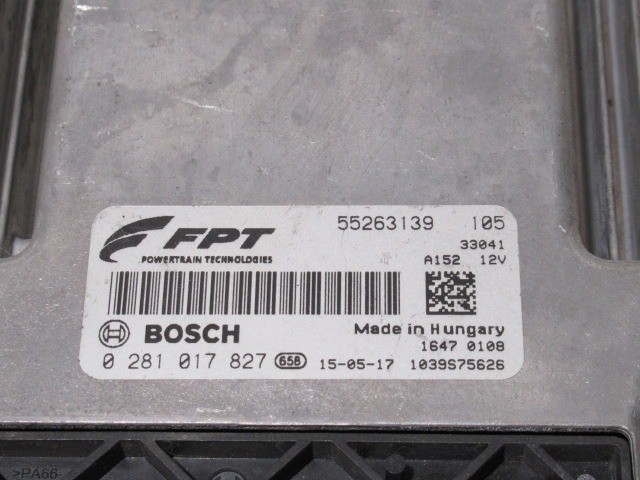 FPT 55263139 105
33041
POWERTRAIN TECHNOLOGIES A152 12V
BOSCH Made in Hungary
1647 0108
0 281 017 827 658 15-05-17 1039S75626
>PA66-